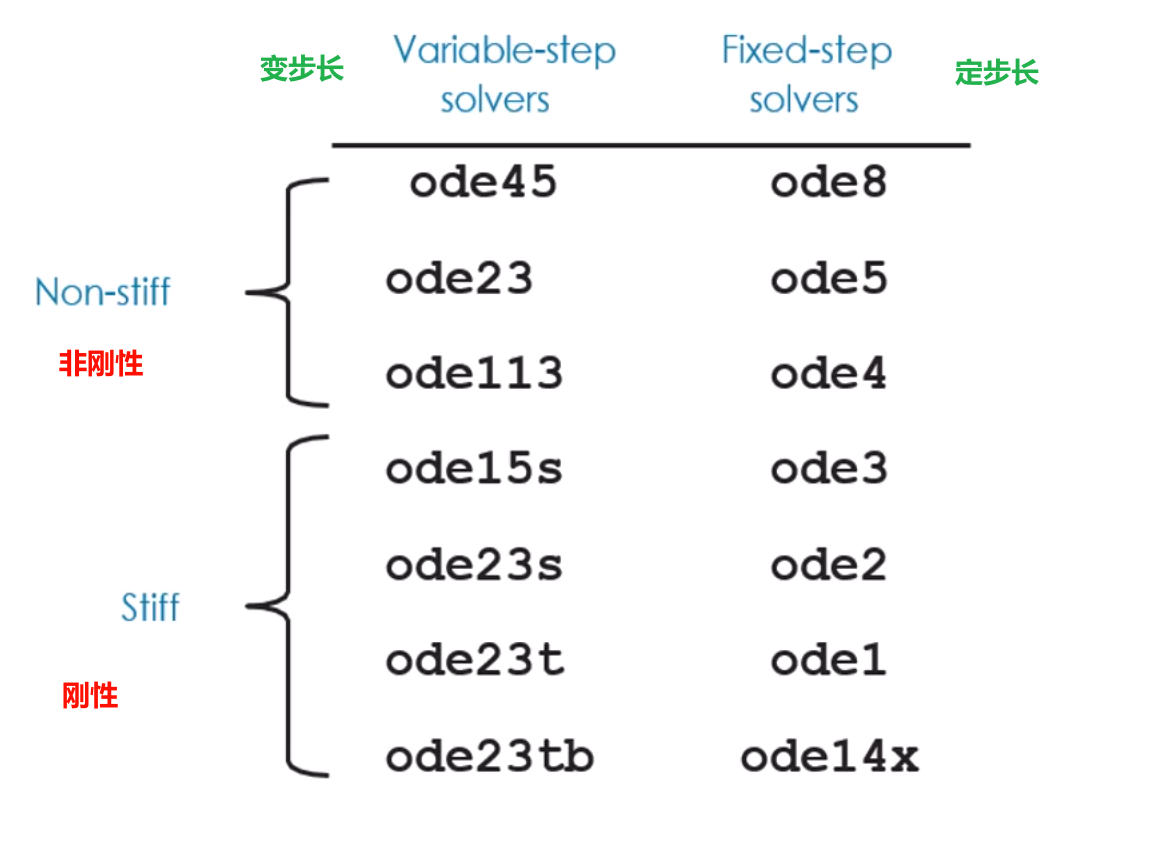 变步长
Variable-step
solvers
Fixed-step
solvers
定步长
Non-stiff
非刚性
Stiff
刚性
ode45 ode8
ode23 ode5
ode113 ode4
ode15s ode3
ode23s ode2
ode23t ode1
ode23tb ode14x